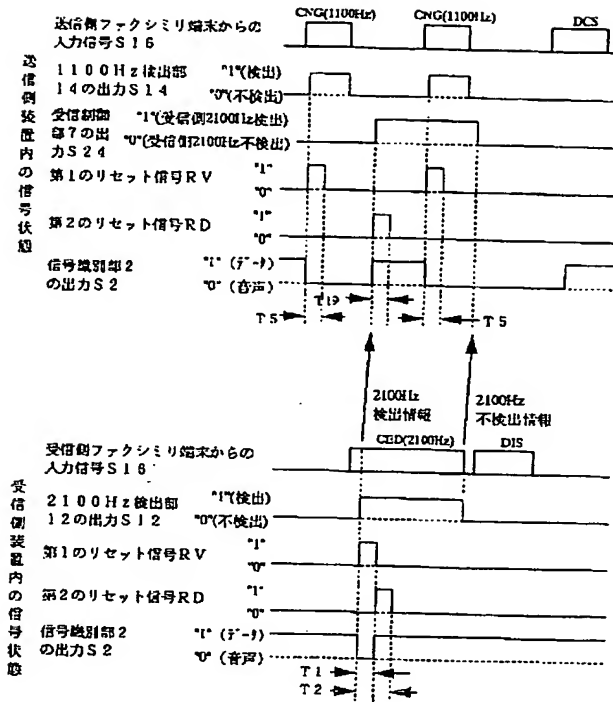 送信側ファクシミリ端末からの
入力信号S16
CNG(1100Hz)
CNG(1100Hz)
DCS
送信側装置内の信号状態
1100Hz検出部
14の出力S14
"1"(検出)
"0"(不検出)
受信制御
部7の出
力S24
"1"(受信側2100Hz検出)
"0"(受信側2100Hz不検出)
第1のリセット信号RV
"1"
"0"
第2のリセット信号RD
"1"
"0"
信号識別部2
の出力S2
"1"(データ)
"0"(音声)
T5
T19
T5
2100Hz
検出情報
2100Hz
不検出情報
受信側ファクシミリ端末からの
入力信号S16
CED(2100Hz)
DIS
受信側装置内の信号状態
2100Hz検出部
12の出力S12
"1"(検出)
"0"(不検出)
第1のリセット信号RV
"1"
"0"
第2のリセット信号RD
"1"
"0"
信号識別部2
の出力S2
"1"(データ)
"0"(音声)
T1
T2